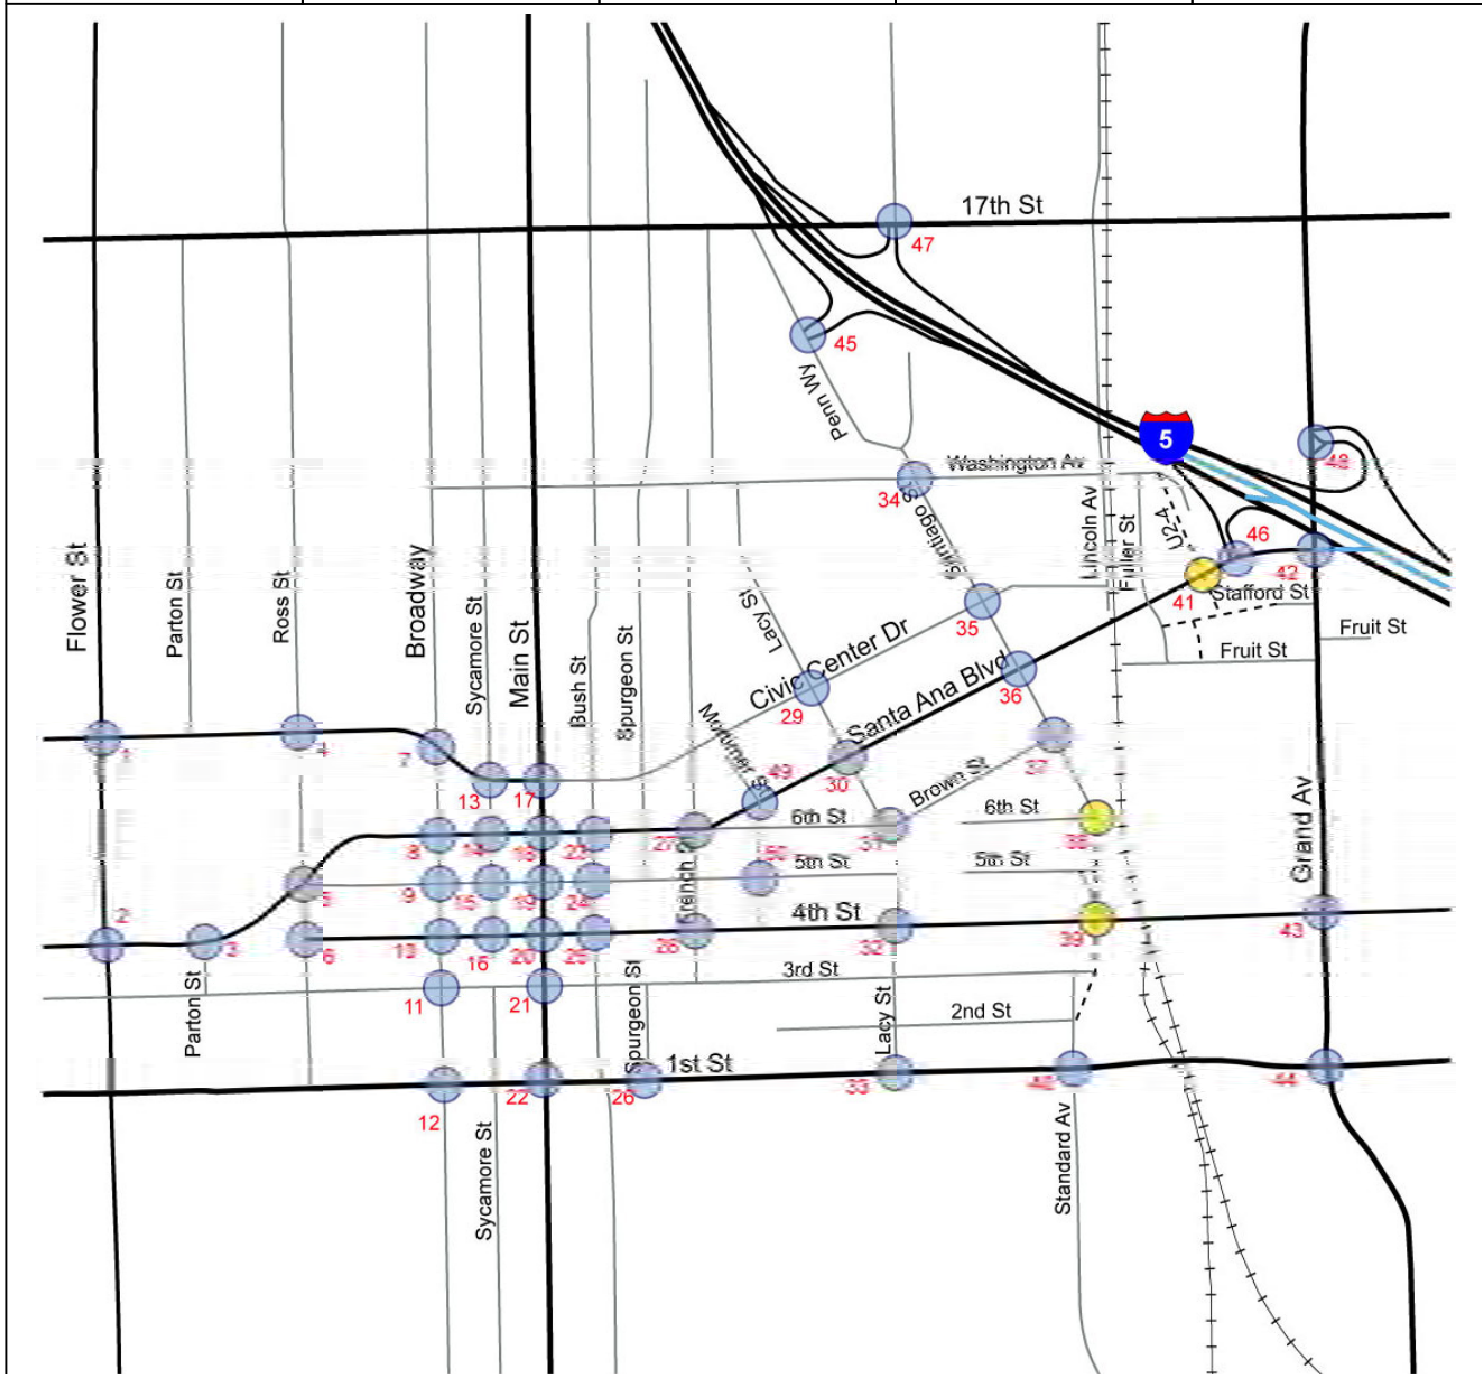 17th St
47
45
Penn Wy
5
Washington Av
34
Santiago St
Lincoln Av
Fuller St
46
42
41
Stafford St
Fruit St
Fruit St
Flower St
Parton St
Ross St
Broadway
Sycamore St
Main St
Bush St
Spurgeon St
Lacy St
Civic Center Dr
35
29
Santa Ana Blvd
36
1
7
13
17
49
30
Brown St
6th St
6th St
8
27
5th St
5th St
9
Grand Av
2
3
4th St
6
16
20
28
32
43
3rd St
Parton St
11
21
Spurgeon St
Lacy St
2nd St
1st St
12
22
26
33
44
Sycamore St
Standard Av